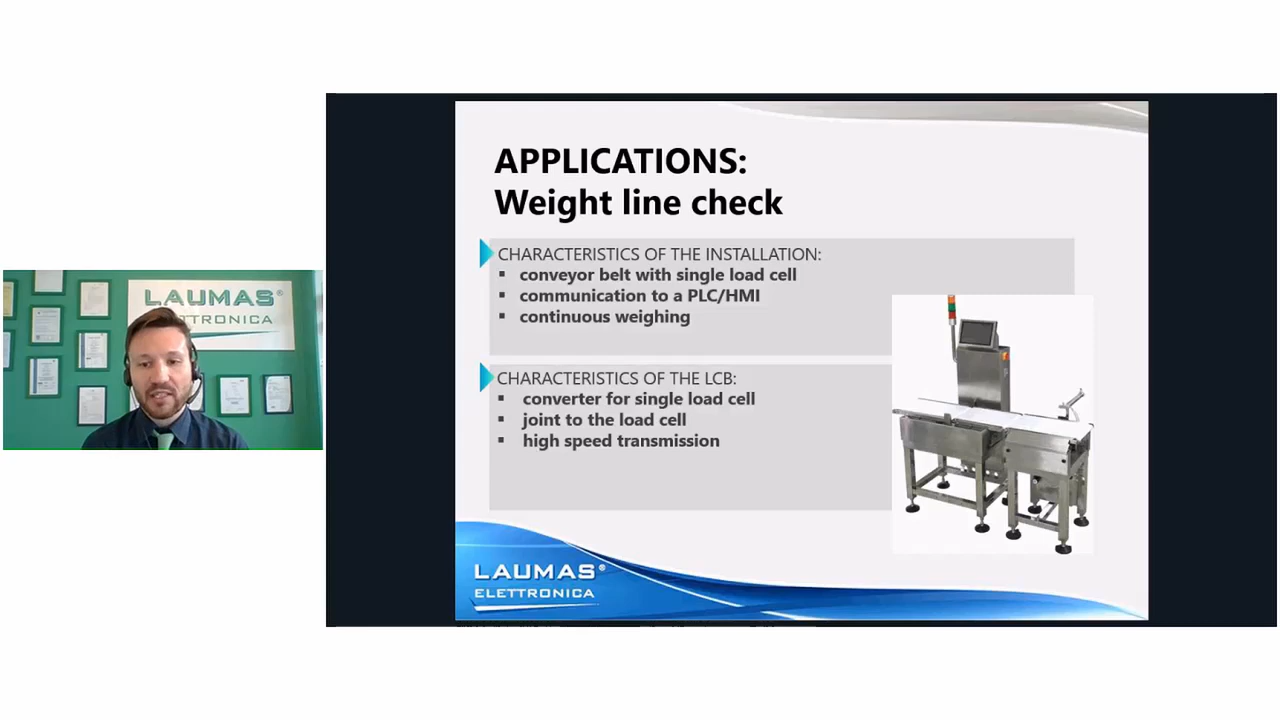 APPLICATIONS:
Weight line check
CHARACTERISTICS OF THE INSTALLATION:
▪ conveyor belt with single load cell
▪ communication to a PLC/HMI
▪ continuous weighing
CHARACTERISTICS OF THE LCB:
▪ converter for single load cell
▪ joint to the load cell
▪ high speed transmission
LAUMAS®
ELETTRONICA
LAUMAS®
ELETTRONICA